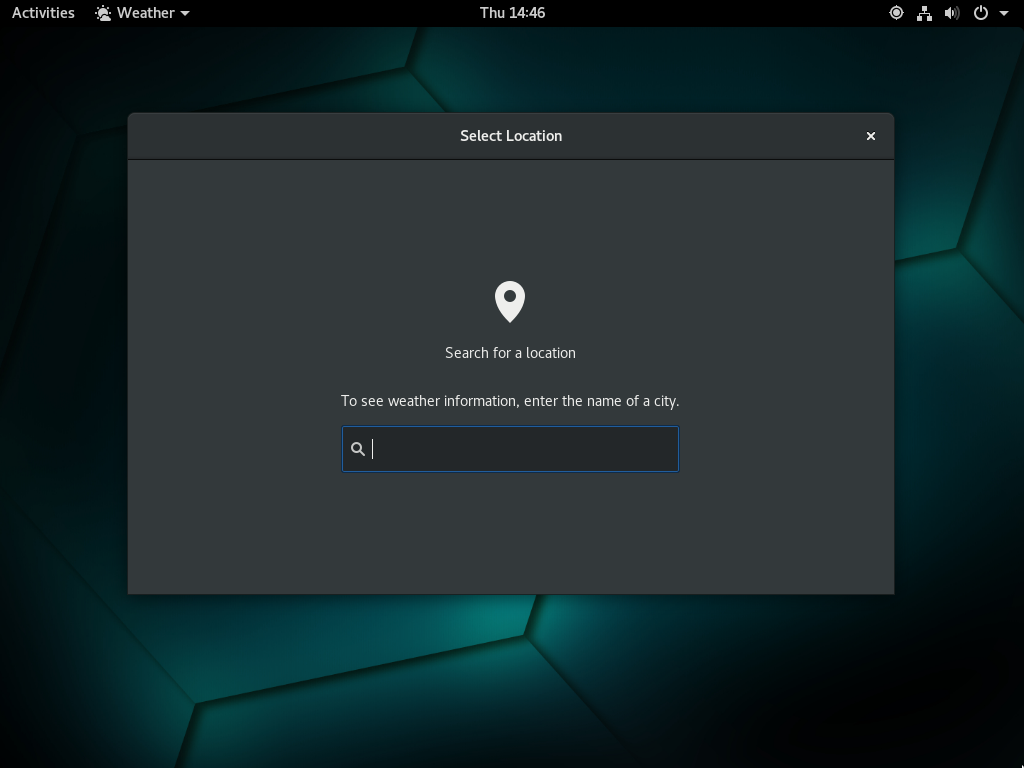 Activities Weather Thu 14:46
Select Location
Search for a location
To see weather information, enter the name of a city.